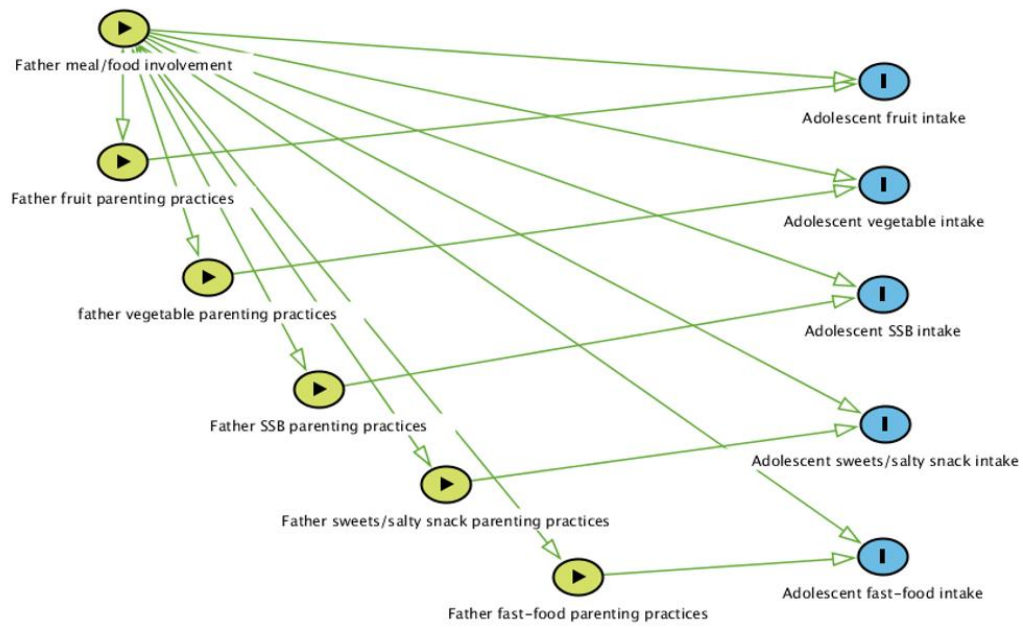 Father meal/food involvement
Adolescent fruit intake
Father fruit parenting practices
Adolescent vegetable intake
father vegetable parenting practices
Adolescent SSB intake
Father SSB parenting practices
Adolescent sweets/salty snack intake
Father sweets/salty snack parenting practices
Adolescent fast-food intake
Father fast-food parenting practices